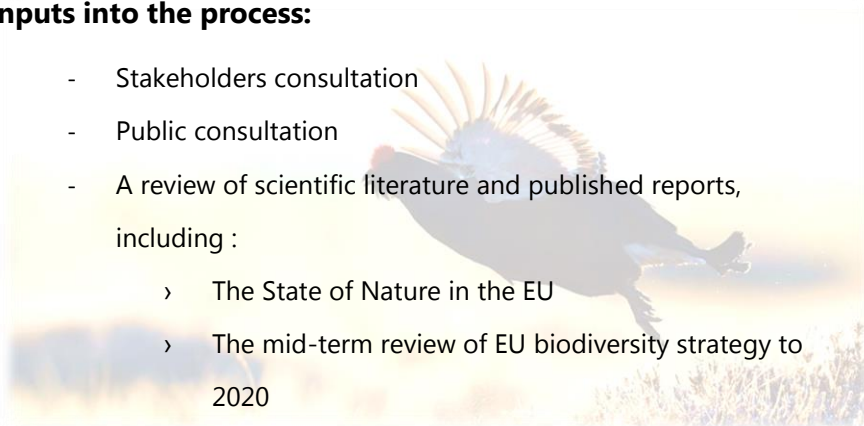 nputs into the process:
- Stakeholders consultation
- Public consultation
- A review of scientific literature and published reports,
including :
› The State of Nature in the EU
› The mid-term review of EU biodiversity strategy to
2020